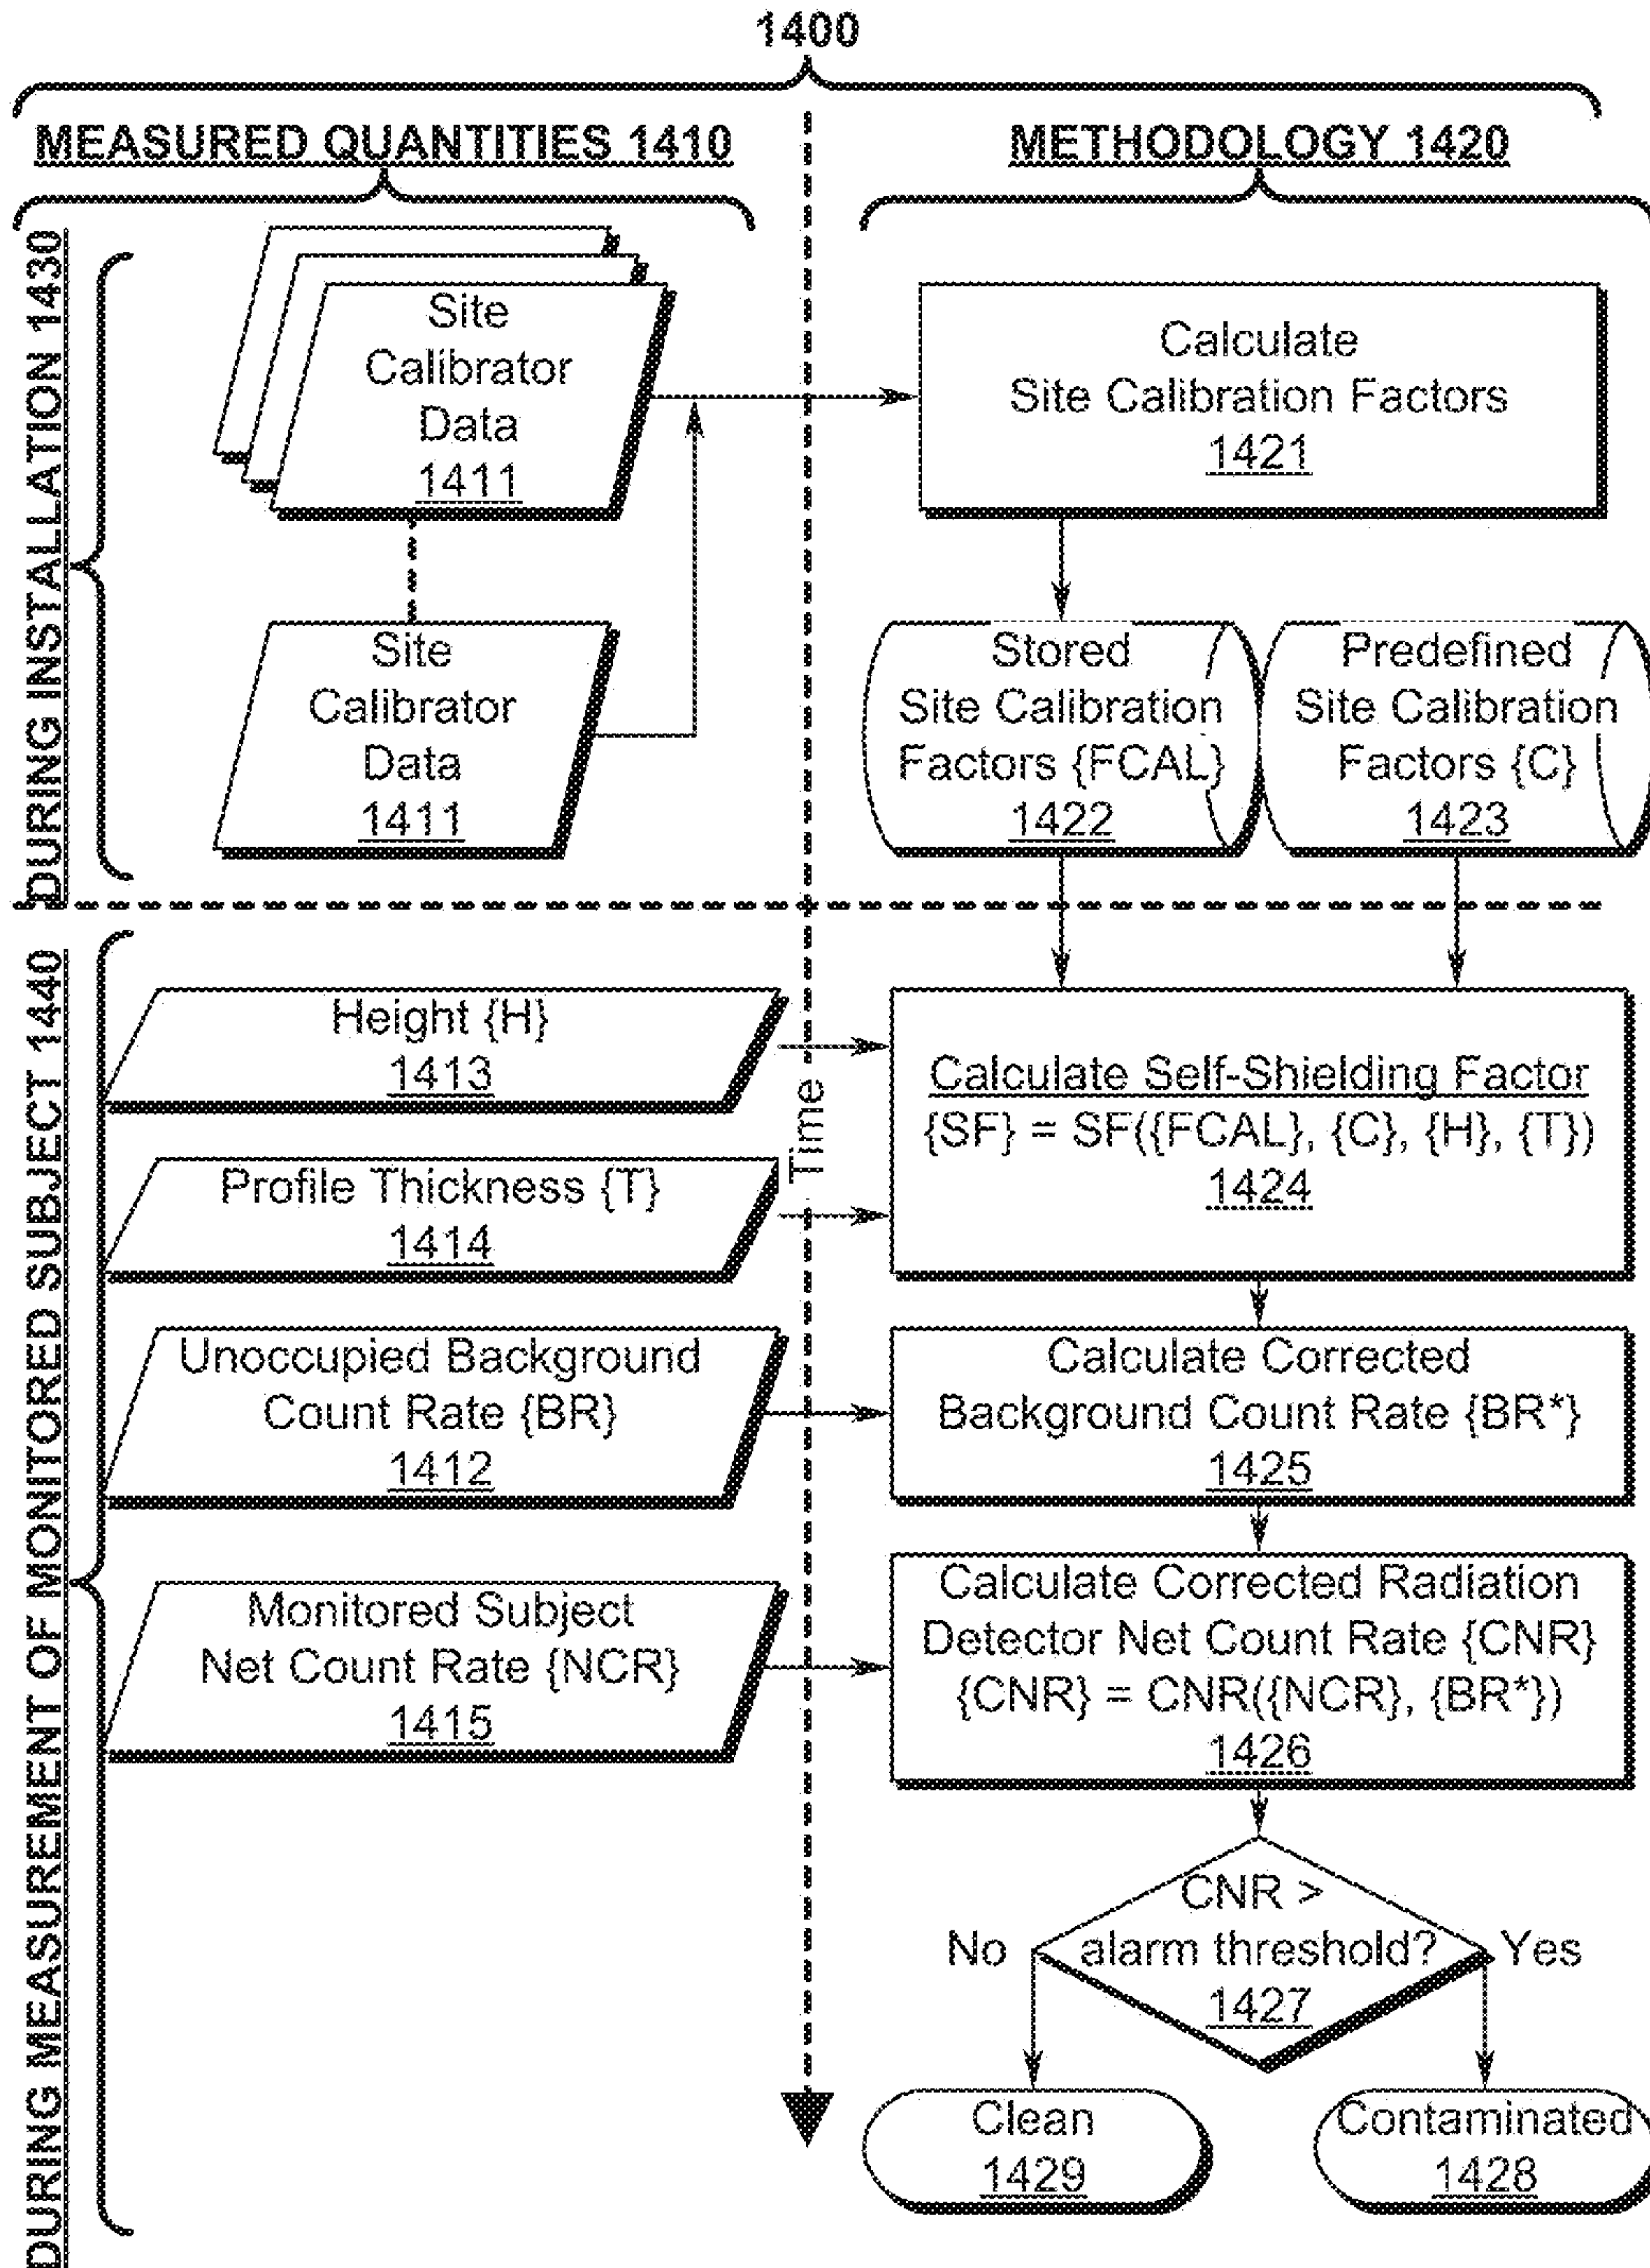 1400
MEASURED QUANTITIES 1410
METHODOLOGY 1420
DURING INSTALLATION 1430
Site
Calibrator
Data
1411
Site
Calibrator
Data
1411
Calculate
Site Calibration Factors
1421
Stored
Site Calibration
Factors {FCAL}
1422
Predefined
Site Calibration
Factors {C}
1423
DURING MEASUREMENT OF MONITORED SUBJECT 1440
Height {H}
1413
Profile Thickness {T}
1414
Unoccupied Background
Count Rate {BR}
1412
Monitored Subject
Net Count Rate {NCR}
1415
Time
Calculate Self-Shielding Factor
{SF} = SF({FCAL}, {C}, {H}, {T})
1424
Calculate Corrected
Background Count Rate {BR*}
1425
Calculate Corrected Radiation
Detector Net Count Rate {CNR}
{CNR} = CNR({NCR}, {BR*})
1426
CNR >
alarm threshold?
1427
No
Yes
Clean
1429
Contaminated
1428